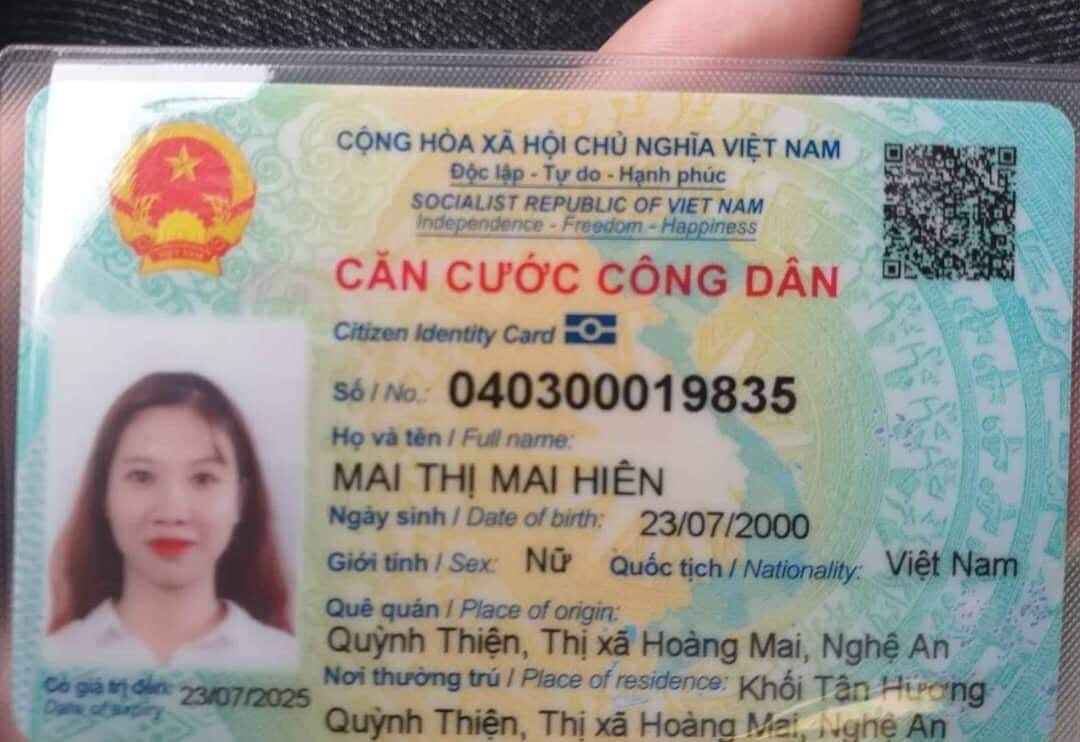 CỘNG HÒA XÃ HỘI CHỦ NGHĨA VIỆT NAM
Độc lập - Tự do - Hạnh phúc
SOCIALIST REPUBLIC OF VIET NAM
Independence - Freedom - Happiness
CĂN CƯỚC CÔNG DÂN
Citizen Identity Card
Số / No.: 040300019835
Họ và tên / Full name:
MAI THỊ MAI HIÊN
Ngày sinh / Date of birth: 23/07/2000
Giới tính / Sex: Nữ Quốc tịch / Nationality: Việt Nam
Quê quán / Place of origin:
Quỳnh Thiện, Thị xã Hoàng Mai, Nghệ An
Nơi thường trú / Place of residence: Khối Tân Hương
Quỳnh Thiện, Thị xã Hoàng Mai, Nghệ An
Có giá trị đến: 23/07/2025
Date of expiry